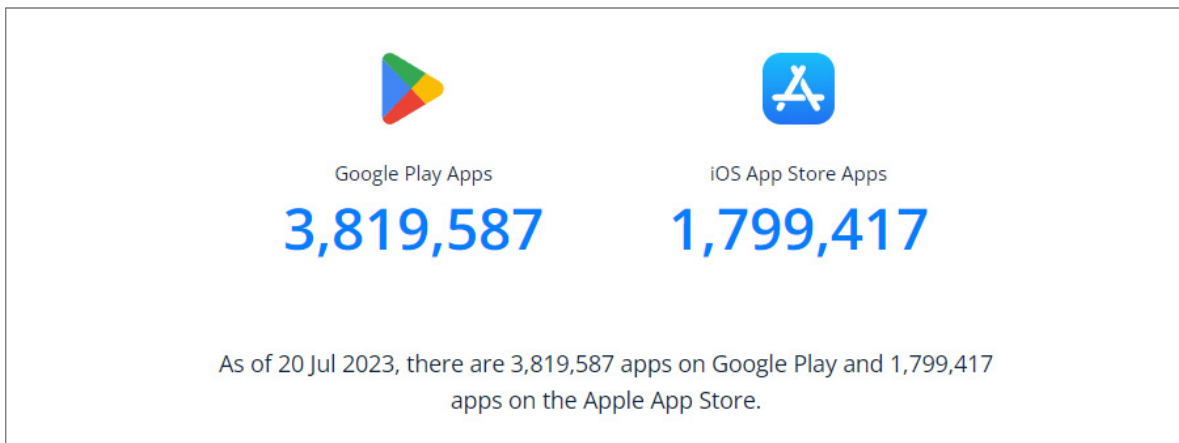 Google Play Apps
iOS App Store Apps
3,819,587
1,799,417
As of 20 Jul 2023, there are 3,819,587 apps on Google Play and 1,799,417
apps on the Apple App Store.